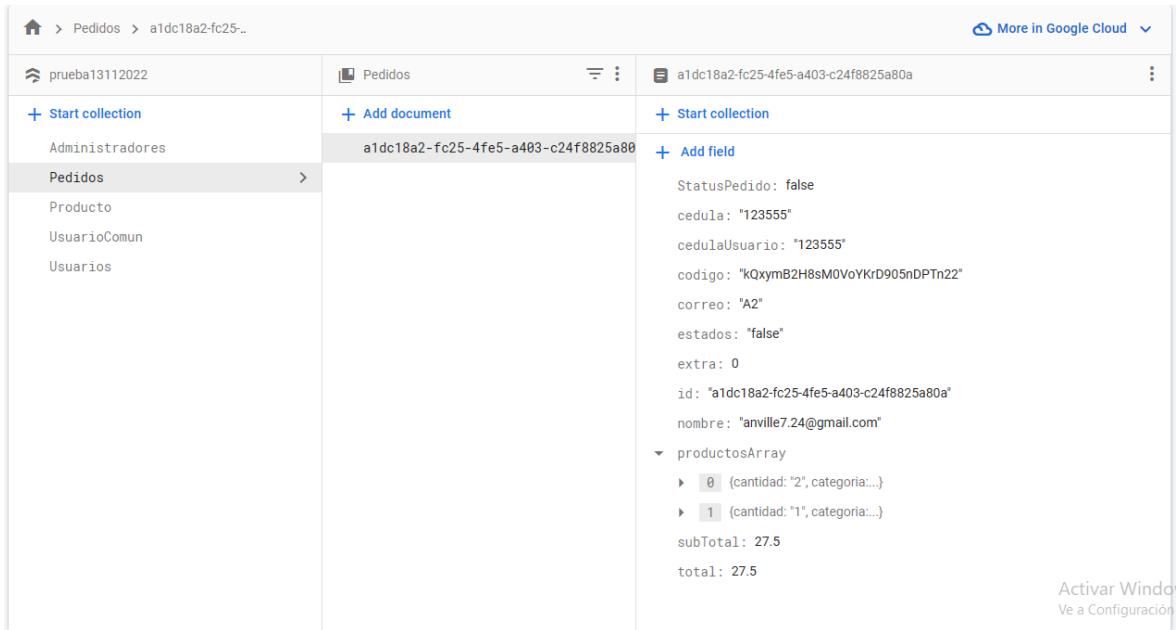 Pedidos > a1dc18a2-fc25-..
More in Google Cloud
prueba13112022
Start collection
Administradores
Pedidos
Producto
UsuarioComun
Usuarios
Pedidos
Add document
a1dc18a2-fc25-4fe5-a403-c24f8825a80
a1dc18a2-fc25-4fe5-a403-c24f8825a80a
Start collection
Add field
StatusPedido: false
cedula: "123555"
cedulaUsuario: "123555"
codigo: "kQxymB2H8sM0VoYKrD905nDPTn22"
correo: "A2"
estados: "false"
extra: 0
id: "a1dc18a2-fc25-4fe5-a403-c24f8825a80a"
nombre: "anville7.24@gmail.com"
productosArray
0 {cantidad: "2", categoria:...}
1 {cantidad: "1", categoria:...}
subTotal: 27.5
total: 27.5
Activar Windo
Ve a Configuración